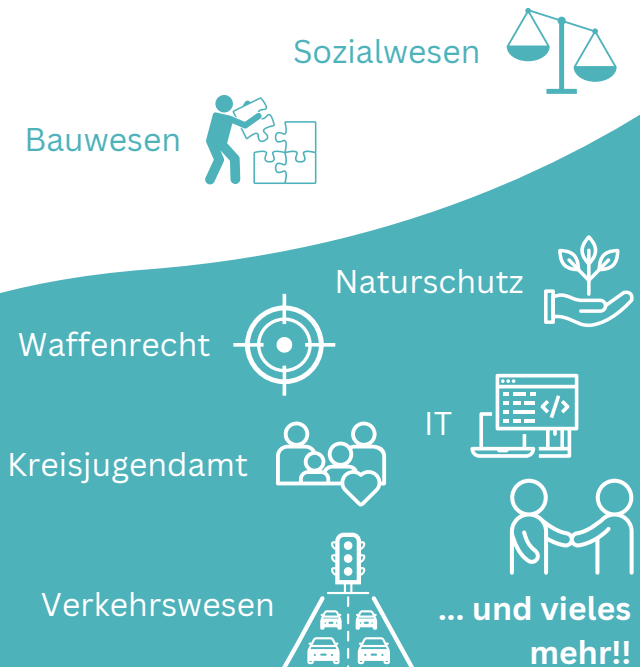 Sozialwesen
Bauwesen
Naturschutz
Waffenrecht
IT
Kreisjugendamt
Verkehrswesen
... und vieles
mehr!!